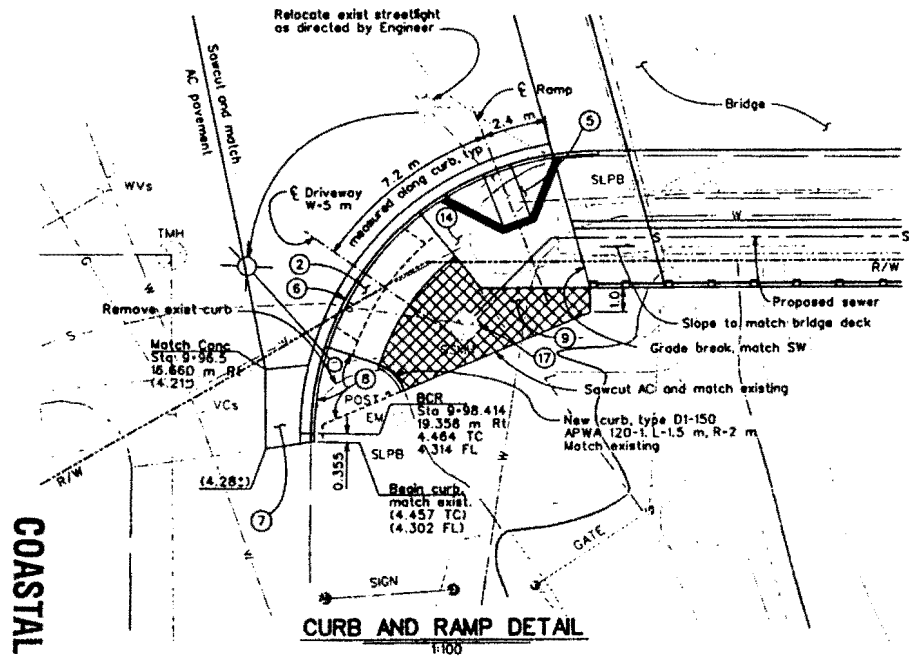 Relocate exist streetlight
as directed by Engineer
Sawcut and match
AC pavement
℄ Ramp
2.4 m
5
Bridge
7.2 m
measured along curb, typ
℄ Driveway
W-5 m
SLPB
WVs
14
W
TMH
2
S
S
R/W
G
6
Proposed sewer
Remove exist curb
1.0
Slope to match bridge deck
S
9
Grade break, match SW
Match Conc
Sta 9+96.5
16.660 m Rt
(4.21±)
17
SSMH
Sawcut AC and match existing
8
VCs
POST
EM
BCR
Sta 9+98.414
19.358 m Rt
4.464 TC
4.314 FL
New curb, type D1-150
APWA 120-1, L-1.5 m, R-2 m
Match existing
R/W
SLPB
0.355
(4.28±)
Begin curb,
match exist.
(4.457 TC)
(4.302 FL)
7
W
GATE
COASTAL
SIGN
CURB AND RAMP DETAIL
1:100